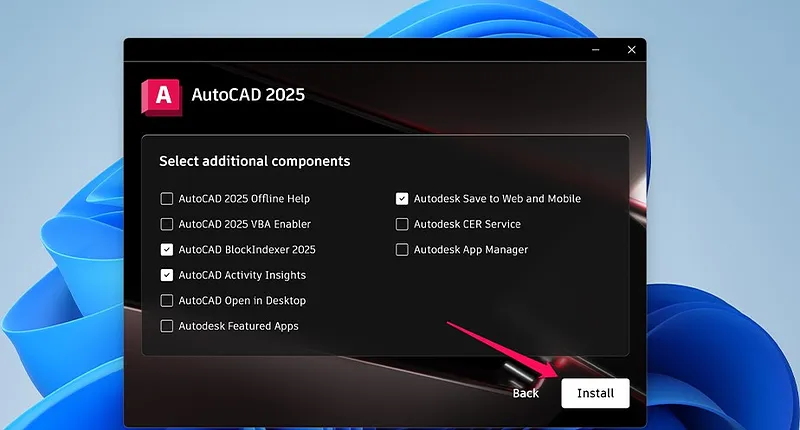 A AutoCAD 2025
Select additional components
AutoCAD 2025 Offline Help
AutoCAD 2025 VBA Enabler
AutoCAD BlockIndexer 2025
AutoCAD Activity Insights
AutoCAD Open in Desktop
Autodesk Featured Apps
Autodesk Save to Web and Mobile
Autodesk CER Service
Autodesk App Manager
Back Install